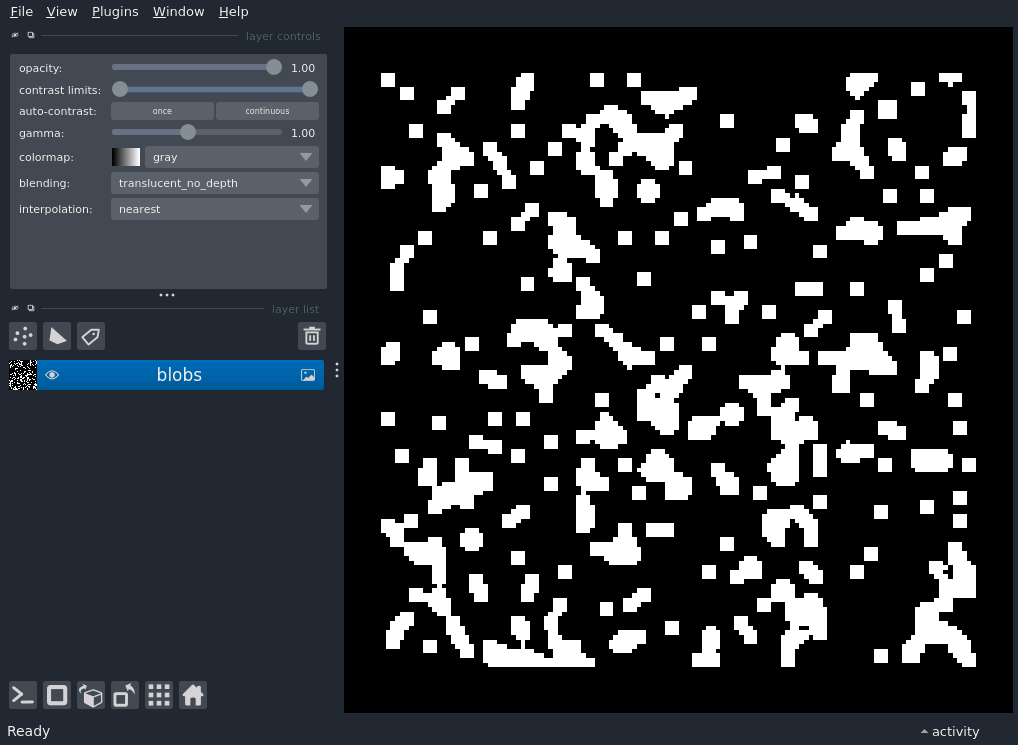 File View Plugins Window Help
layer controls
opacity: 1.00
contrast limits:
auto-contrast: once continuous
gamma: 1.00
colormap: gray
blending: translucent_no_depth
interpolation: nearest
layer list
blobs
Ready activity